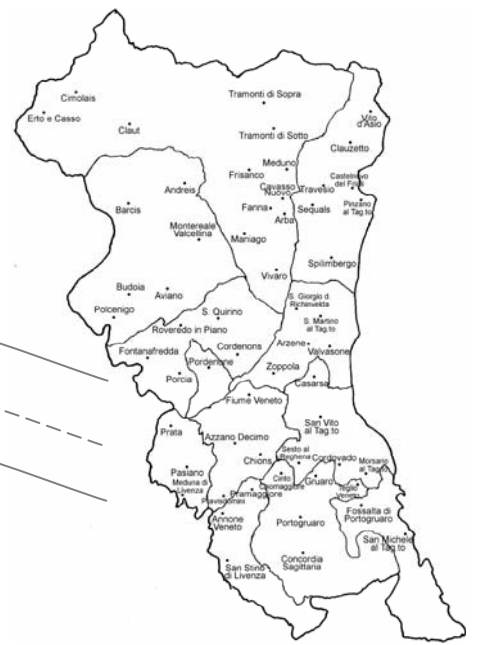 Cimolais
Erto e Casso
Claut
Tramonti di Sopra
Tramonti di Sotto
Vito
d'Asio
Clauzetto
Meduno
Frisanco
Cavasso
Nuovo
Travesio
Castelnovo
del Friuli
Pinzano
al Tag.to
Andreis
Barcis
Fanna
Arba
Sequals
Montereale
Valcellina
Maniago
Spilimbergo
Vivaro
Budoia
Aviano
Polcenigo
S. Quirino
S. Giorgio d.
Richinvelda
S. Martino
al Tag.to
Roveredo in Piano
Arzene
Valvasone
Fontanafredda
Cordenons
Pordenone
Porcia
Zoppola
Casarsa
Fiume Veneto
Prata
Azzano Decimo
San Vito
al Tag.to
Pasiano
Chions
Sesto al
Reghena
Cordovado
Morsano
al Tag.to
Meduna di
Livenza
Cinto
Caomaggiore
Gruaro
Teglio
Veneto
Pramaggiore
Annone
Veneto
Portogruaro
Fossalta di
Portogruaro
San Michele
al Tag.to
San Stino
di Livenza
Concordia
Sagittaria